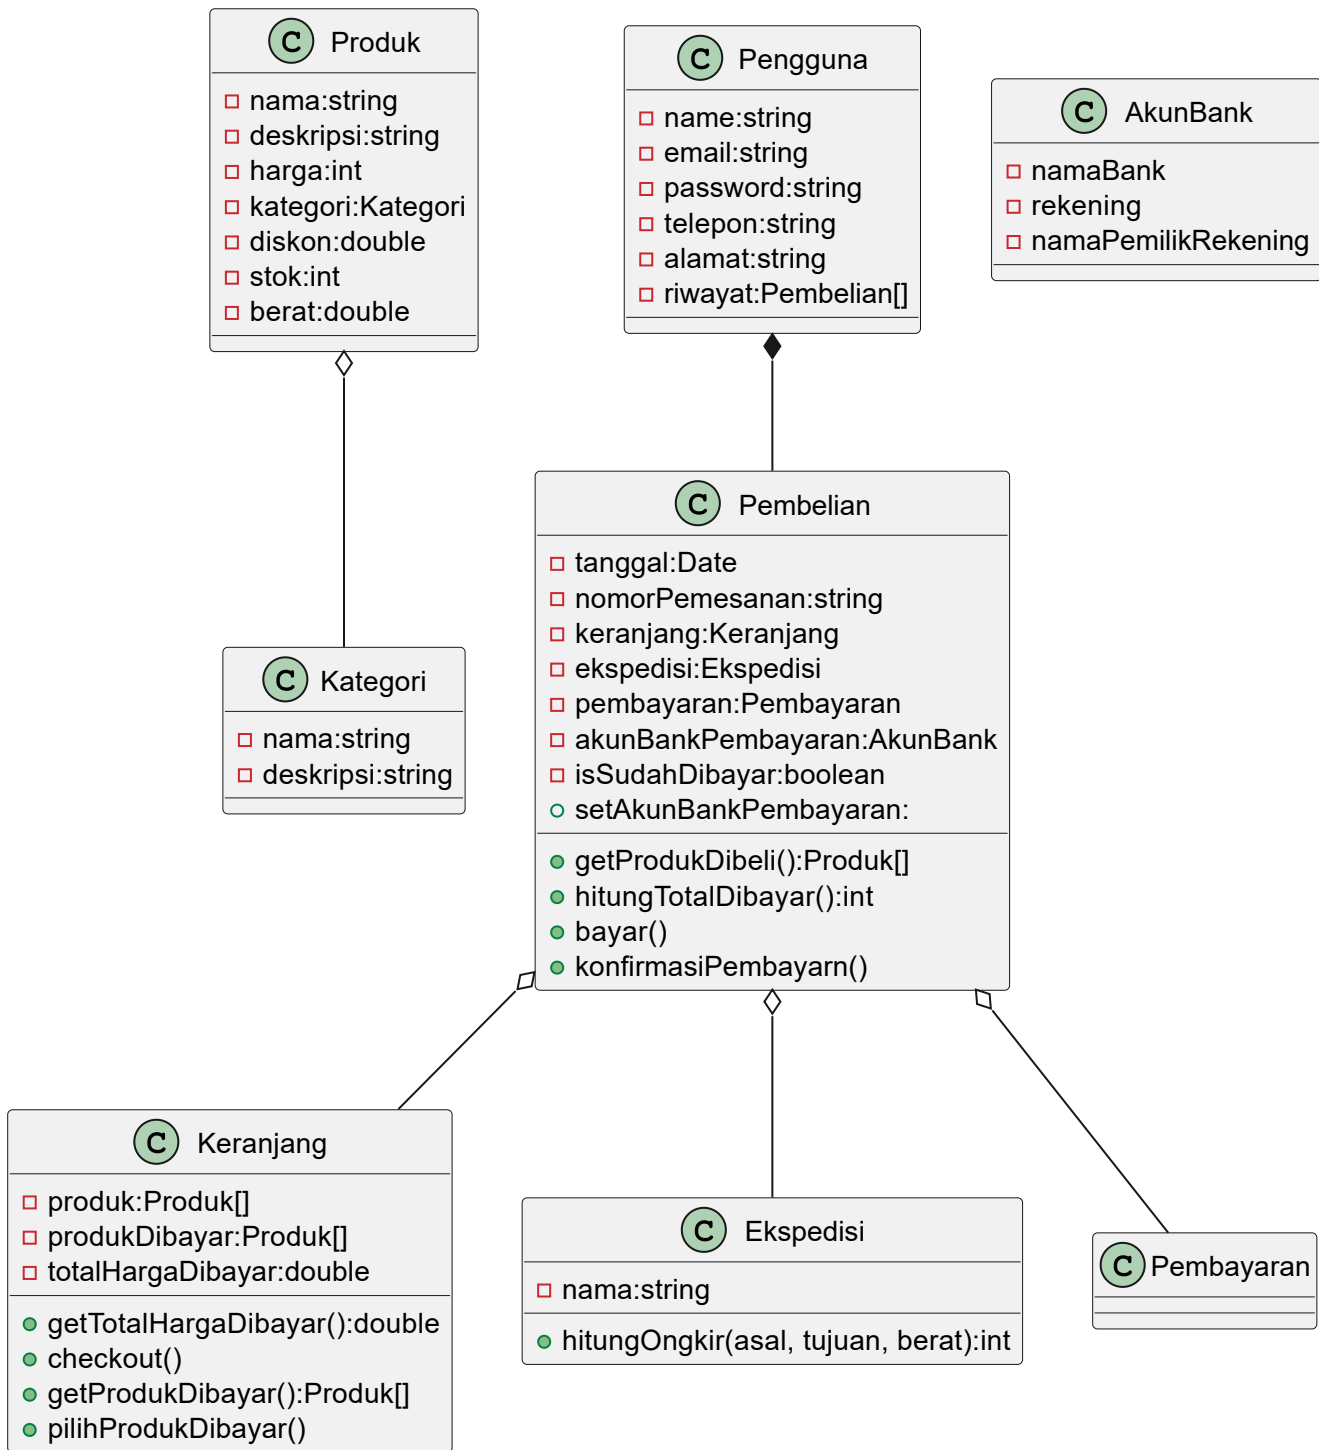 C Produk
nama:string
deskripsi:string
harga:int
kategori:Kategori
diskon:double
stok:int
berat:double
C Pengguna
name:string
email:string
password:string
telepon:string
alamat:string
riwayat:Pembelian[]
C AkunBank
namaBank
rekening
namaPemilikRekening
C Pembelian
tanggal:Date
nomorPemesanan:string
keranjang:Keranjang
ekspedisi:Ekspedisi
pembayaran:Pembayaran
akunBankPembayaran:AkunBank
isSudahDibayar:boolean
setAkunBankPembayaran:
getProdukDibeli():Produk[]
hitungTotalDibayar():int
bayar()
konfirmasiPembayarn()
C Kategori
nama:string
deskripsi:string
C Keranjang
produk:Produk[]
produkDibayar:Produk[]
totalHargaDibayar:double
getTotalHargaDibayar():double
checkout()
getProdukDibayar():Produk[]
pilihProdukDibayar()
C Ekspedisi
nama:string
hitungOngkir(asal, tujuan, berat):int
C Pembayaran